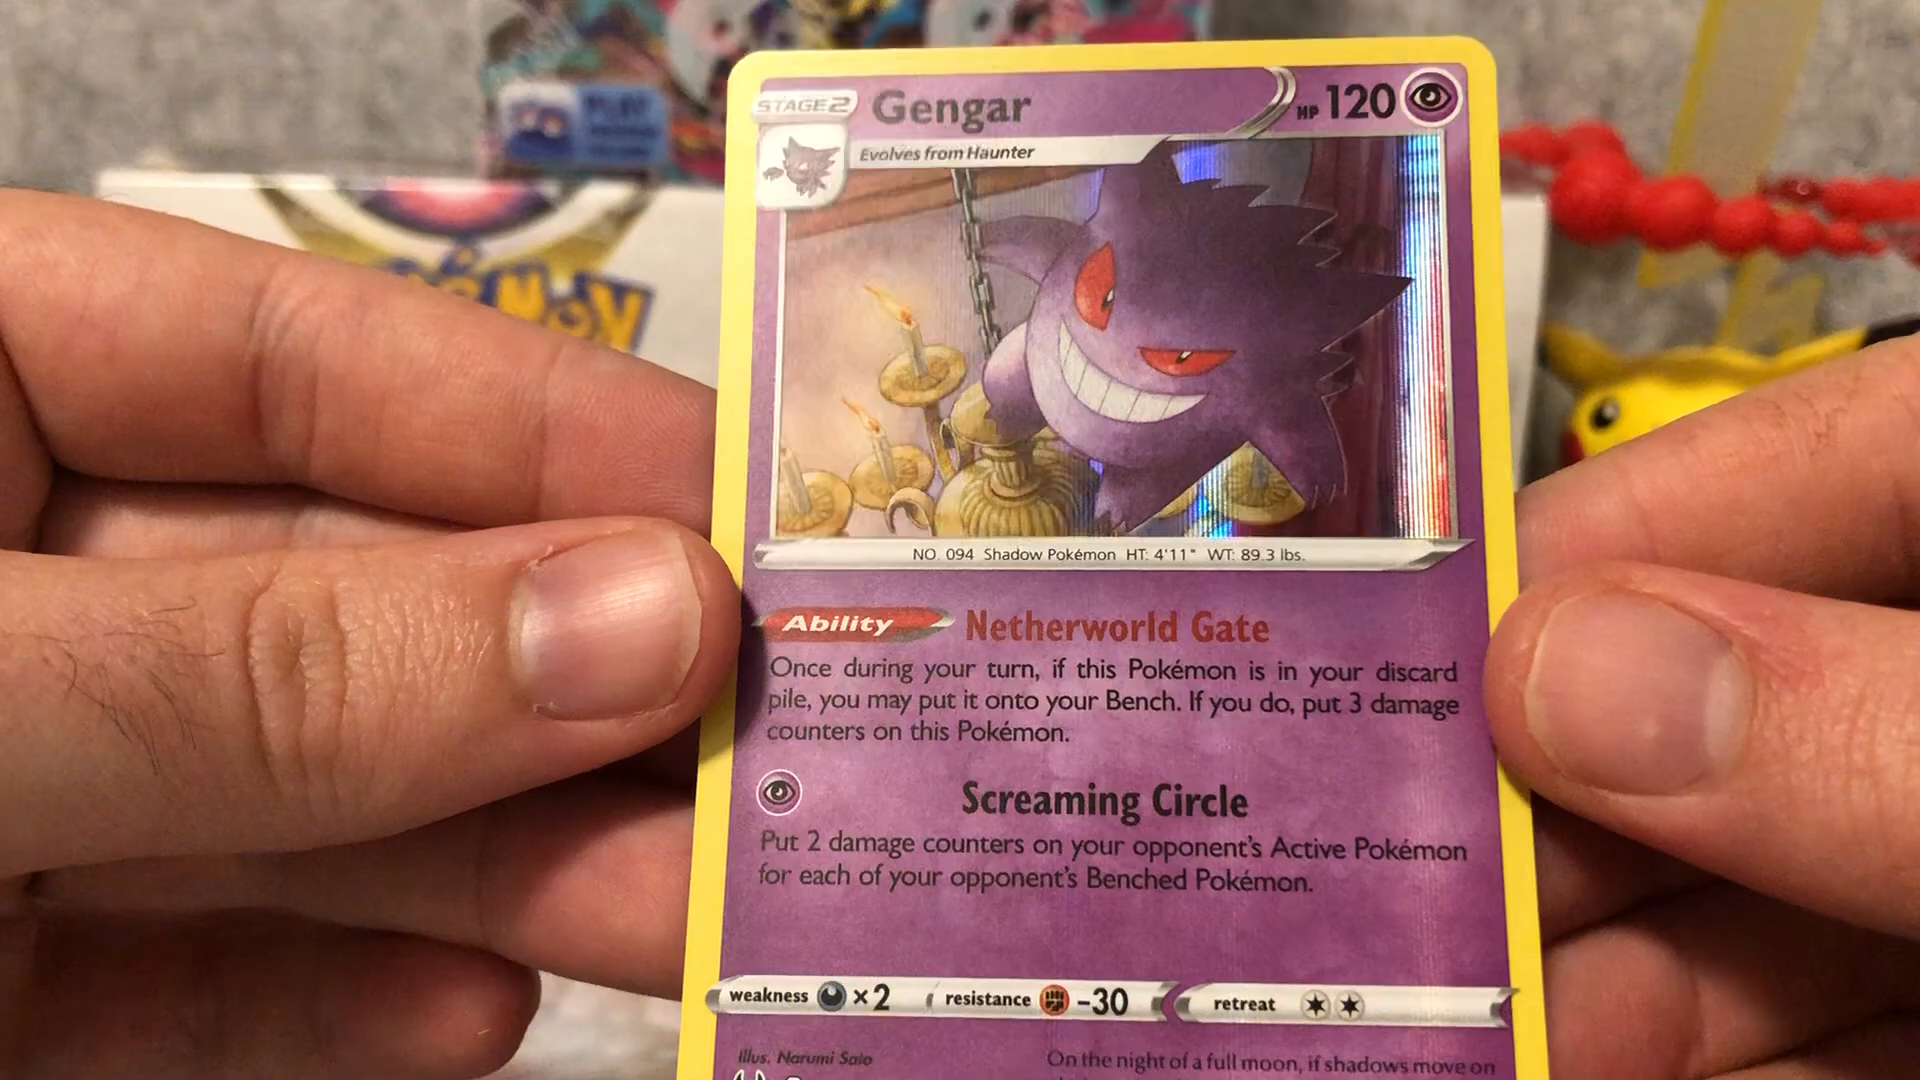 PLAY
STAGE 2
Gengar
HP 120
Evolves from Haunter
NO. 094 Shadow Pokémon HT: 4'11" WT: 89.3 lbs.
Ability Netherworld Gate
Once during your turn, if this Pokémon is in your discard
pile, you may put it onto your Bench. If you do, put 3 damage
counters on this Pokémon.
Screaming Circle
Put 2 damage counters on your opponent's Active Pokémon
for each of your opponent's Benched Pokémon.
weakness ×2 resistance -30 retreat
Illus. Narumi Sato
On the night of a full moon, if shadows move on